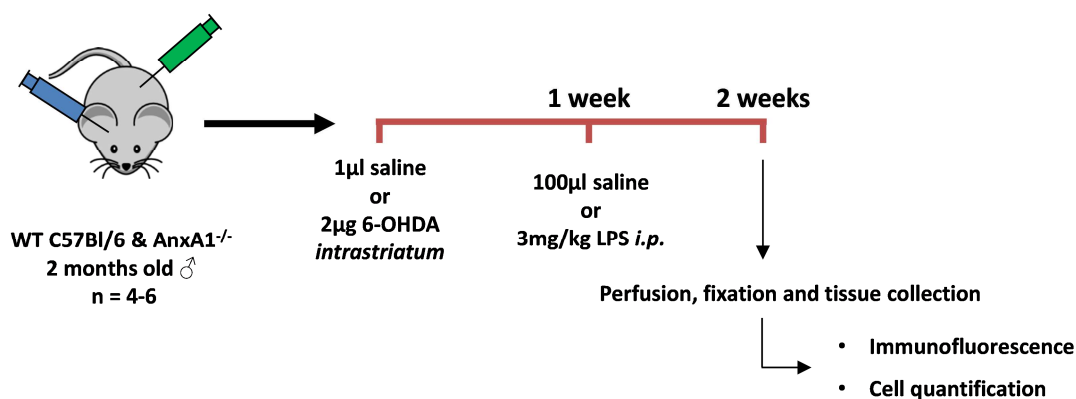 1 week
2 weeks
1µl saline
or
2µg 6-OHDA
intrastriatum
100µl saline
or
3mg/kg LPS i.p.
WT C57Bl/6 & AnxA1-/-
2 months old ♂
n = 4-6
Perfusion, fixation and tissue collection
• Immunofluorescence
• Cell quantification